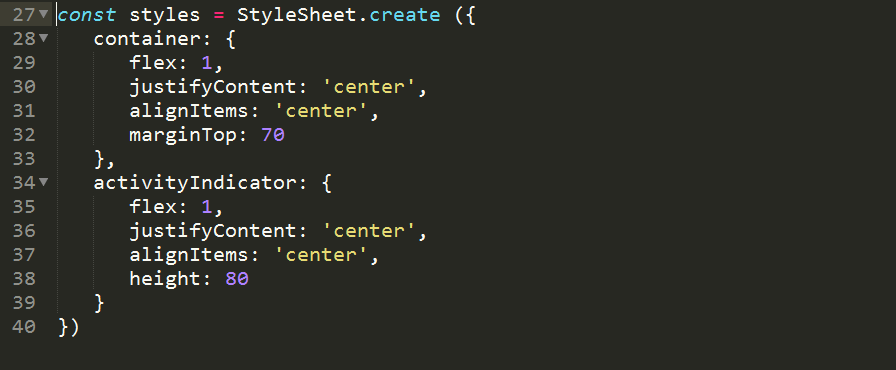 27 const styles = StyleSheet.create ({
28    container: {
29       flex: 1,
30       justifyContent: 'center',
31       alignItems: 'center',
32       marginTop: 70
33    },
34    activityIndicator: {
35       flex: 1,
36       justifyContent: 'center',
37       alignItems: 'center',
38       height: 80
39    }
40 })